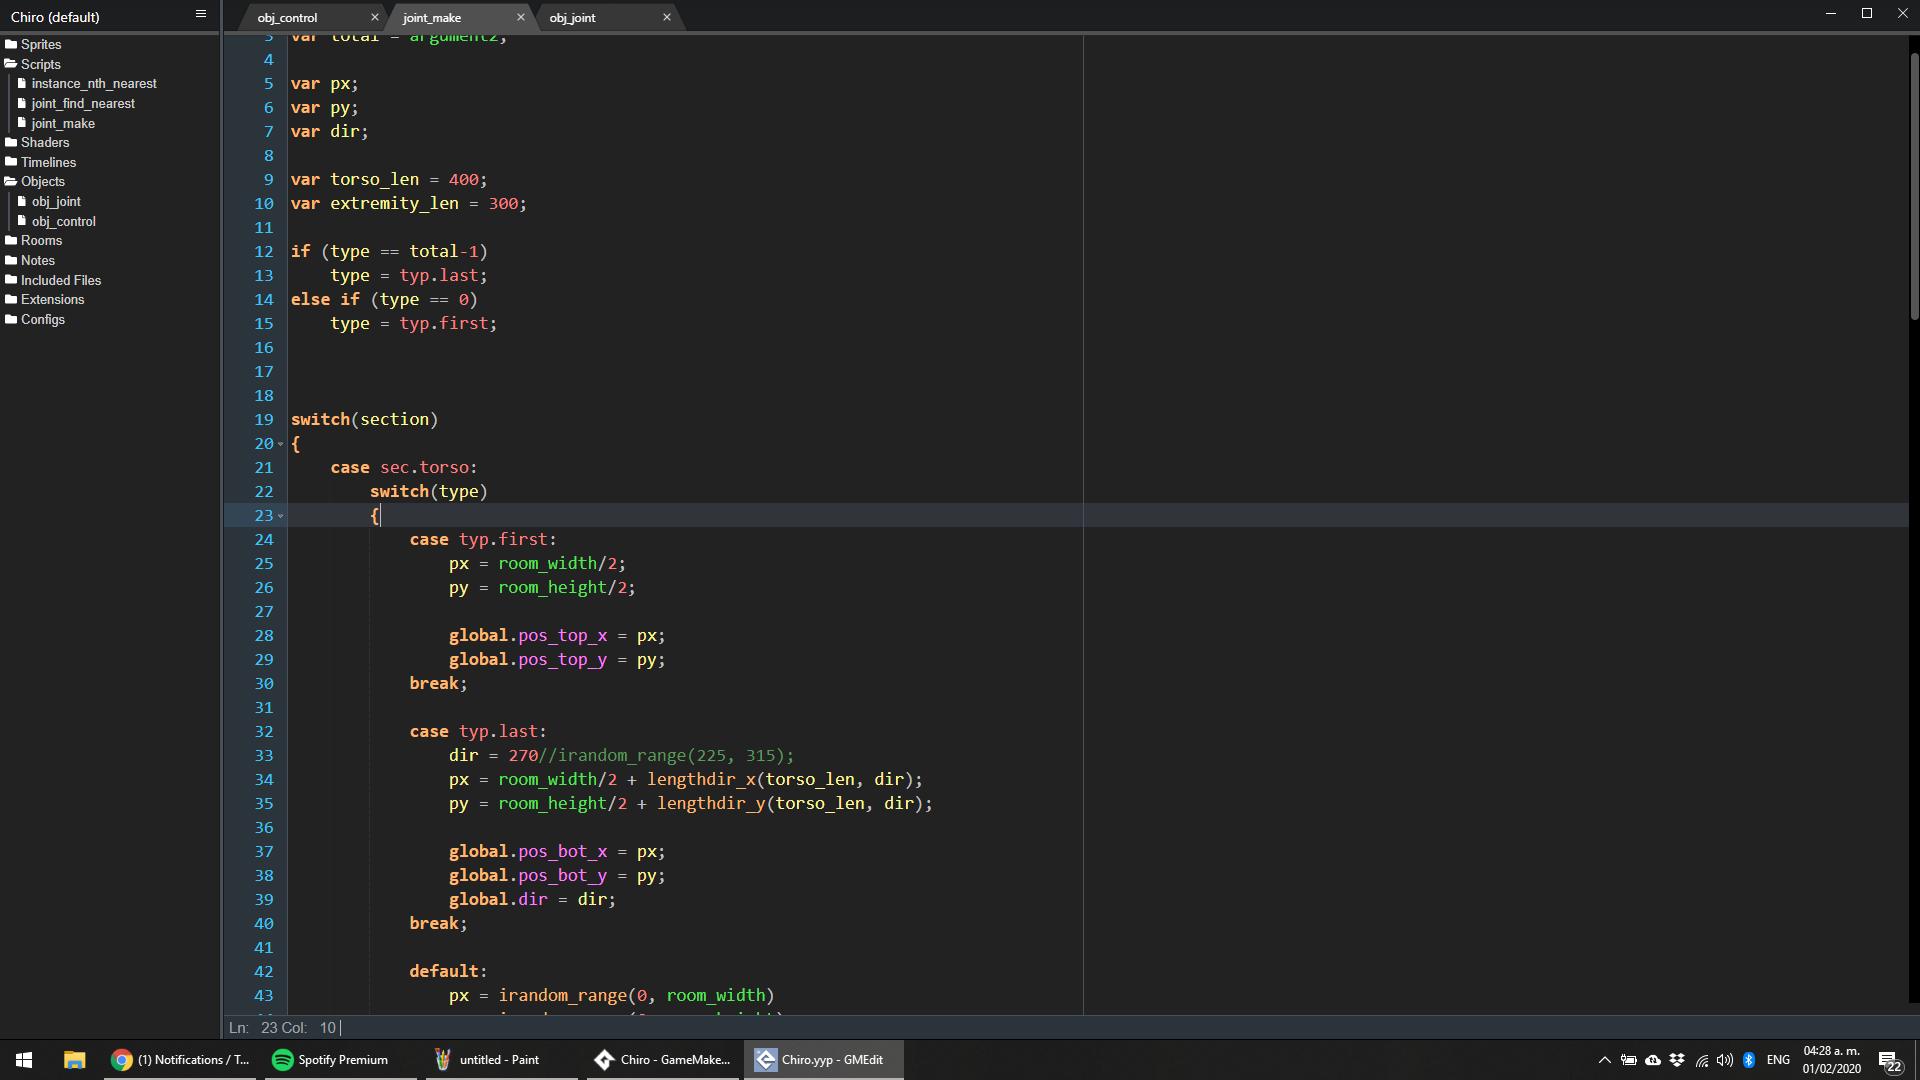 Chiro (default)
obj_control
joint_make
obj_joint
Sprites
Scripts
instance_nth_nearest
joint_find_nearest
joint_make
Shaders
Timelines
Objects
obj_joint
obj_control
Rooms
Notes
Included Files
Extensions
Configs
3 var total = argument2;
4
5 var px;
6 var py;
7 var dir;
8
9 var torso_len = 400;
10 var extremity_len = 300;
11
12 if (type == total-1)
13 type = typ.last;
14 else if (type == 0)
15 type = typ.first;
16
17
18
19 switch(section)
20 {
21 case sec.torso:
22 switch(type)
23 {
24 case typ.first:
25 px = room_width/2;
26 py = room_height/2;
27
28 global.pos_top_x = px;
29 global.pos_top_y = py;
30 break;
31
32 case typ.last:
33 dir = 270//irandom_range(225, 315);
34 px = room_width/2 + lengthdir_x(torso_len, dir);
35 py = room_height/2 + lengthdir_y(torso_len, dir);
36
37 global.pos_bot_x = px;
38 global.pos_bot_y = py;
39 global.dir = dir;
40 break;
41
42 default:
43 px = irandom_range(0, room_width)
Ln: 23 Col: 10
(1) Notifications / T...
Spotify Premium
untitled - Paint
Chiro - GameMake...
Chiro.yyp - GMEdit
ENG
04:28 a. m.
01/02/2020
22